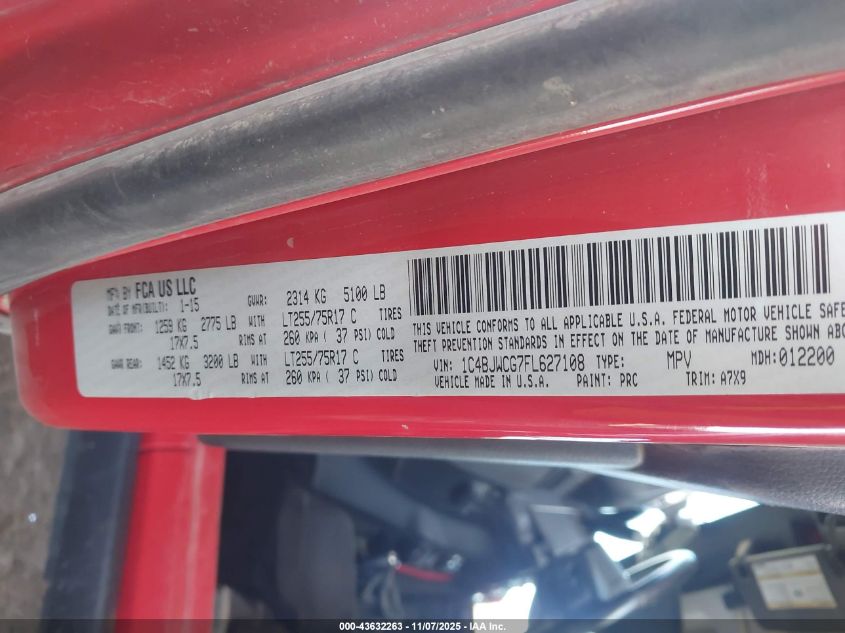 MFD BY FCA US LLC
DATE OF MFR(BUILT): 1-15 GVWR: 2314 KG 5100 LB
GAWR FRONT: 1259 KG 2775 LB WITH LT255/75R17 C TIRES
17X7.5 RIMS AT 260 KPA ( 37 PSI) COLD
GAWR REAR: 1452 KG 3200 LB WITH LT255/75R17 C TIRES
17X7.5 RIMS AT 260 KPA ( 37 PSI) COLD
THIS VEHICLE CONFORMS TO ALL APPLICABLE U.S.A. FEDERAL MOTOR VEHICLE SAFE
THEFT PREVENTION STANDARDS IN EFFECT ON THE DATE OF MANUFACTURE SHOWN ABO
VIN: 1C4BJWCG7FL627108 TYPE: MPV MDH:012200
VEHICLE MADE IN U.S.A. PAINT: PRC TRIM: A7X9
000-43632263 - 11/07/2025 - IAA Inc.